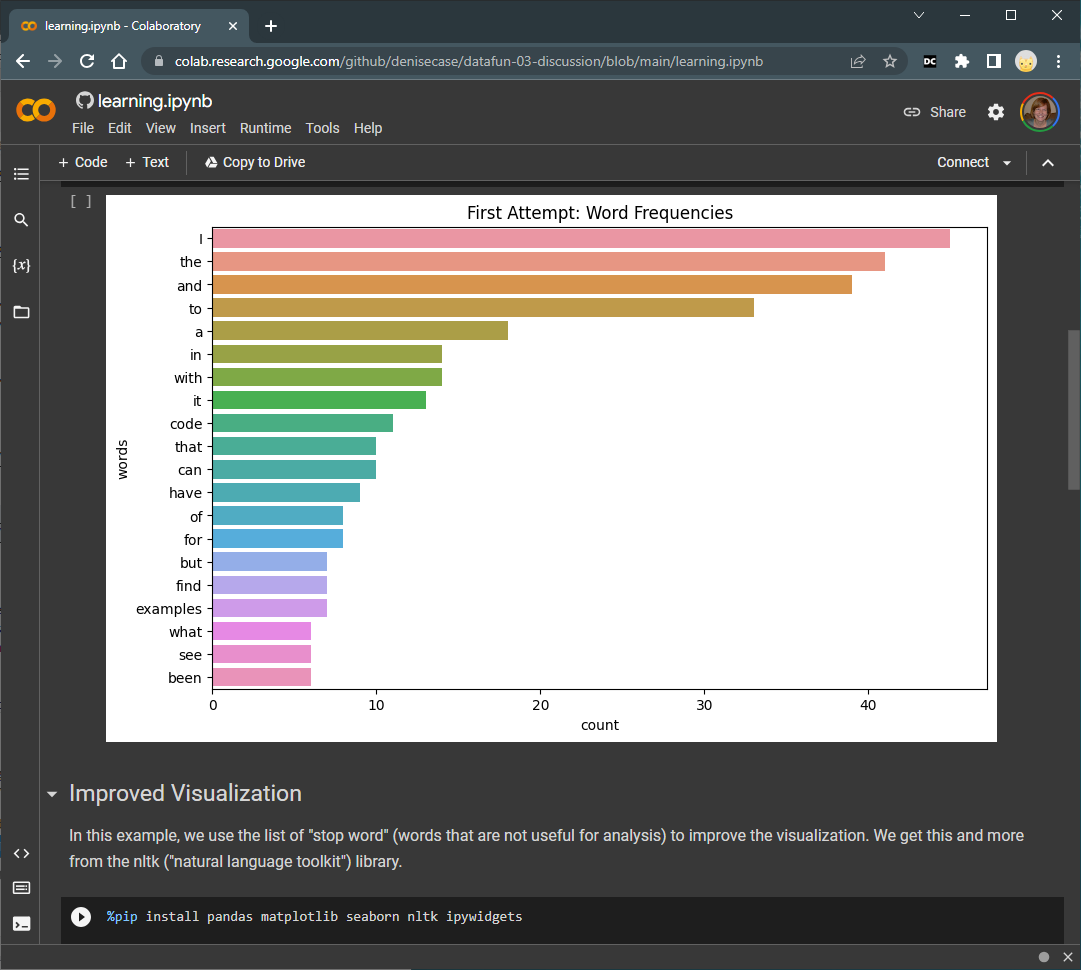 learning.ipynb - Colaboratory
colab.research.google.com/github/denisecase/datafun-03-discussion/blob/main/learning.ipynb
DC
learning.ipynb
File Edit View Insert Runtime Tools Help
Share
+ Code + Text Copy to Drive
Connect
{x}
[ ]
First Attempt: Word Frequencies
I
the
and
to
a
in
with
it
code
that
can
have
of
for
but
find
examples
what
see
been
words
0 10 20 30 40
count
Improved Visualization
In this example, we use the list of "stop word" (words that are not useful for analysis) to improve the visualization. We get this and more
from the nltk ("natural language toolkit") library.
%pip install pandas matplotlib seaborn nltk ipywidgets